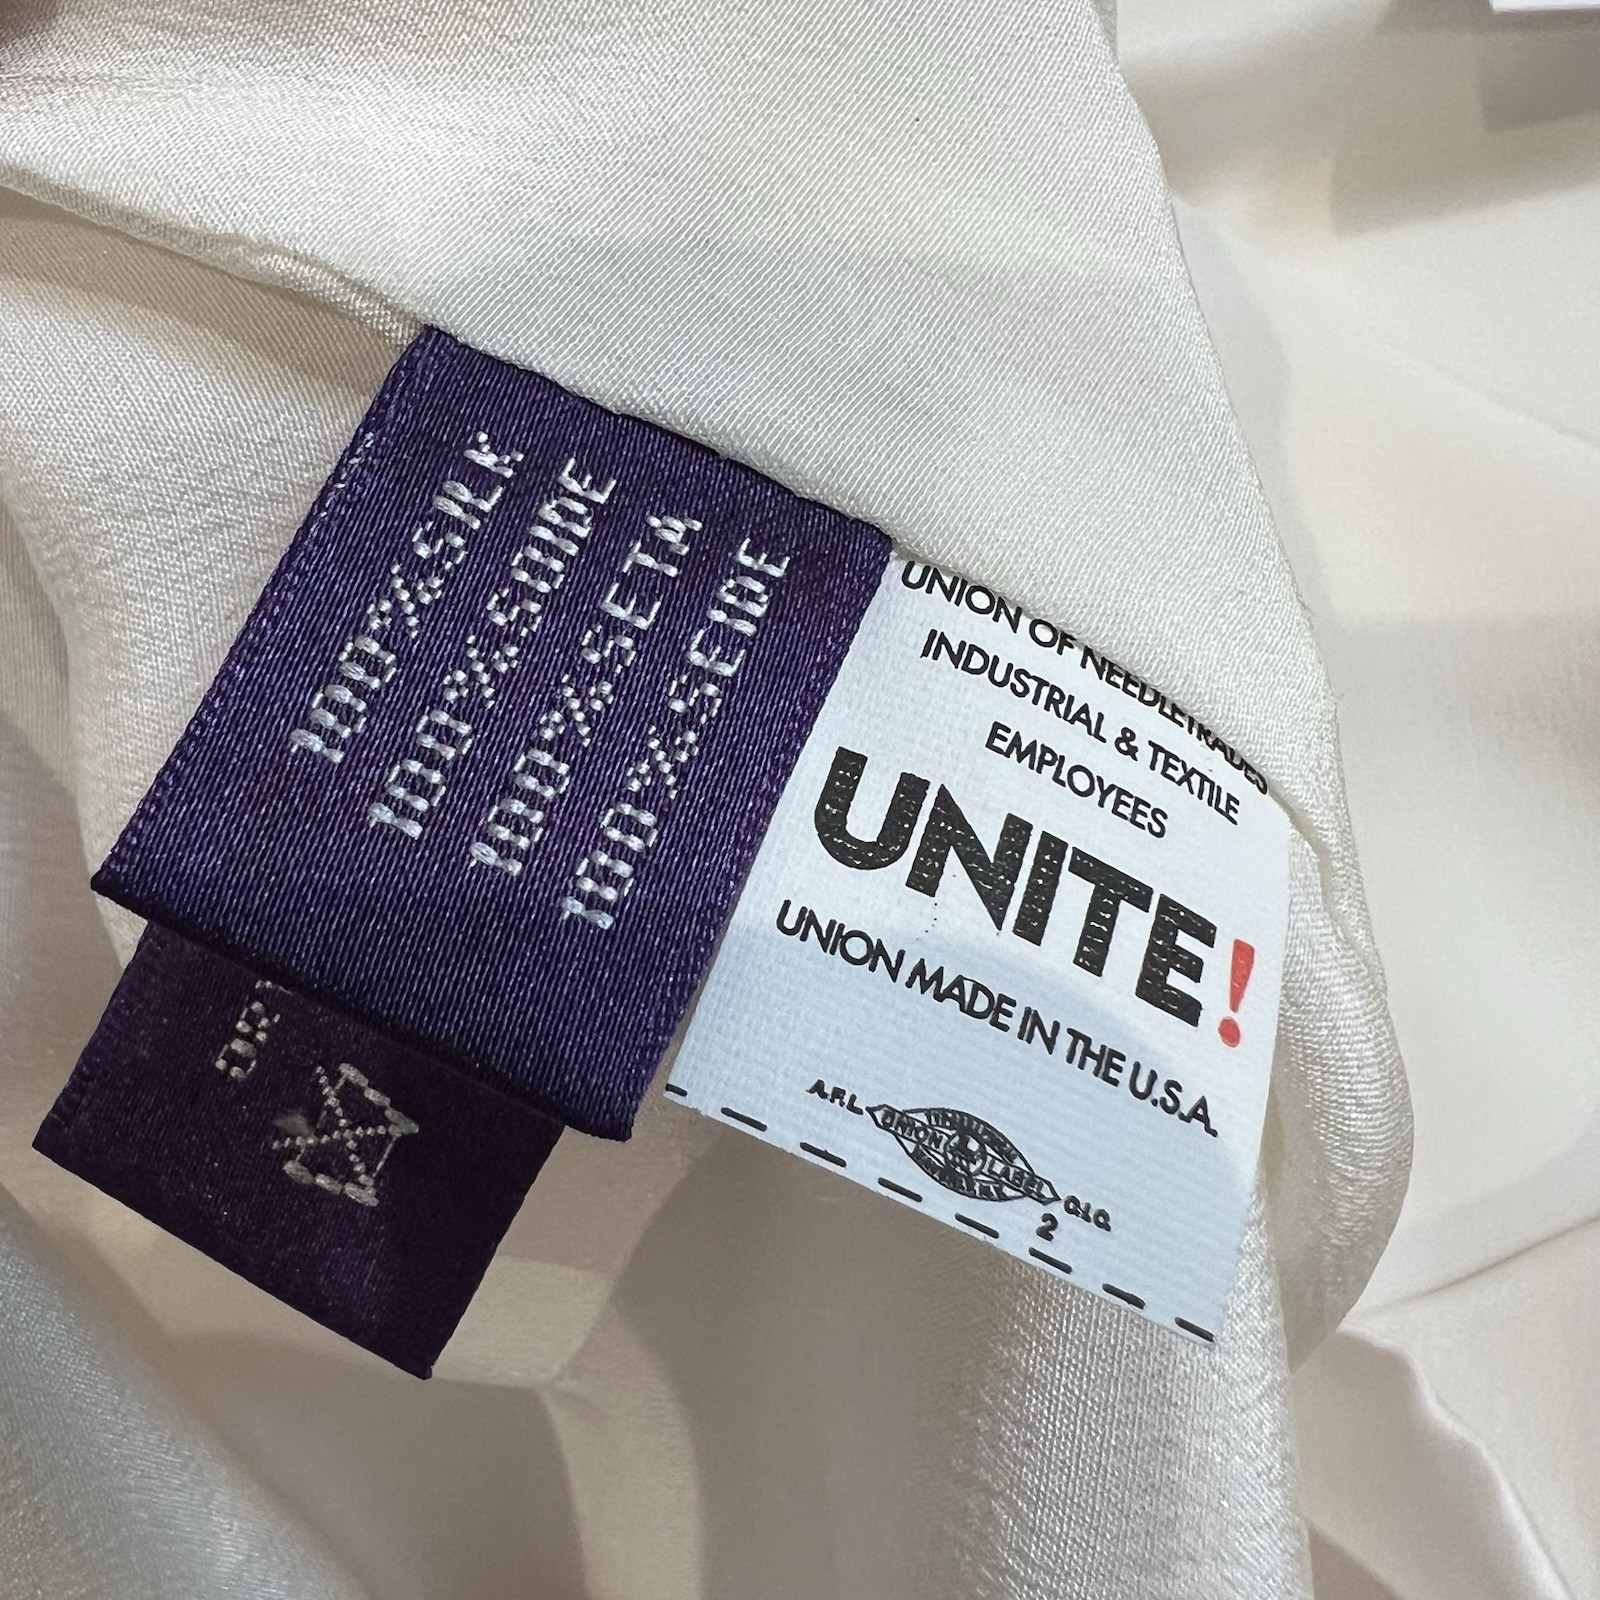 100% SILK
100% SOIDE
100% SETA
100% SEIDE
UNION OF NEEDLETRADES
INDUSTRIAL & TEXTILE
EMPLOYEES
UNITE!
UNION MADE IN THE U.S.A.
A.F.L.
UNION LABEL
C.I.O.
2